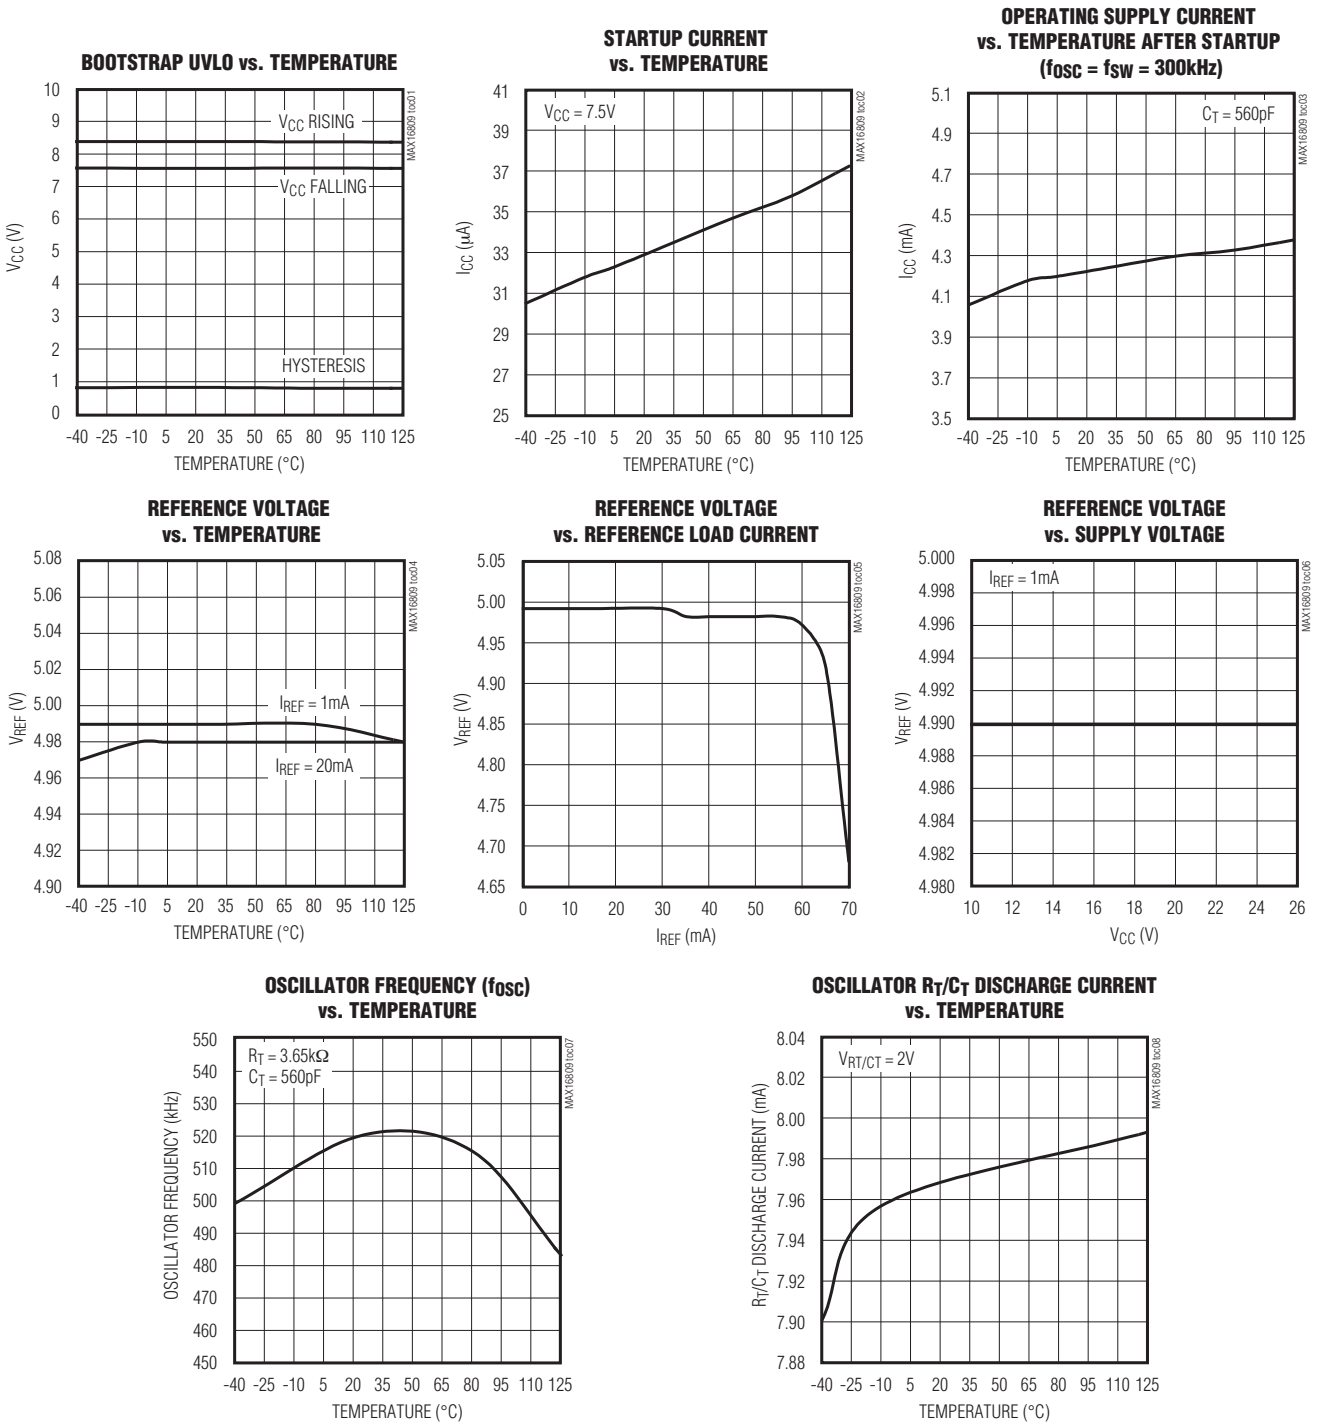 BOOTSTRAP UVLO vs. TEMPERATURE
10
9
8
7
6
5
4
3
2
1
0
VCC (V)
VCC RISING
VCC FALLING
HYSTERESIS
MAX16809 toc01
-40 -25 -10 5 20 35 50 65 80 95 110 125
TEMPERATURE (°C)
STARTUP CURRENT
vs. TEMPERATURE
41
39
37
35
33
31
29
27
25
ICC (μA)
VCC = 7.5V
MAX16809 toc02
-40 -25 -10 5 20 35 50 65 80 95 110 125
TEMPERATURE (°C)
OPERATING SUPPLY CURRENT
vs. TEMPERATURE AFTER STARTUP
(fOSC = fSW = 300kHz)
5.1
4.9
4.7
4.5
4.3
4.1
3.9
3.7
3.5
ICC (mA)
CT = 560pF
MAX16809 toc03
-40 -25 -10 5 20 35 50 65 80 95 110 125
TEMPERATURE (°C)
REFERENCE VOLTAGE
vs. TEMPERATURE
5.08
5.06
5.04
5.02
5.00
4.98
4.96
4.94
4.92
4.90
VREF (V)
IREF = 1mA
IREF = 20mA
MAX16809 toc04
-40 -25 -10 5 20 35 50 65 80 95 110 125
TEMPERATURE (°C)
REFERENCE VOLTAGE
vs. REFERENCE LOAD CURRENT
5.05
5.00
4.95
4.90
4.85
4.80
4.75
4.70
4.65
VREF (V)
MAX16809 toc05
0 10 20 30 40 50 60 70
IREF (mA)
REFERENCE VOLTAGE
vs. SUPPLY VOLTAGE
5.000
4.998
4.996
4.994
4.992
4.990
4.988
4.986
4.984
4.982
4.980
VREF (V)
IREF = 1mA
MAX16809 toc06
10 12 14 16 18 20 22 24 26
VCC (V)
OSCILLATOR FREQUENCY (fOSC)
vs. TEMPERATURE
550
540
530
520
510
500
490
480
470
460
450
OSCILLATOR FREQUENCY (kHz)
RT = 3.65kΩ
CT = 560pF
MAX16809 toc07
-40 -25 -10 5 20 35 50 65 80 95 110 125
TEMPERATURE (°C)
OSCILLATOR RT/CT DISCHARGE CURRENT
vs. TEMPERATURE
8.04
8.02
8.00
7.98
7.96
7.94
7.92
7.90
7.88
RT/CT DISCHARGE CURRENT (mA)
VRT/CT = 2V
MAX16809 toc08
-40 -25 -10 5 20 35 50 65 80 95 110 125
TEMPERATURE (°C)